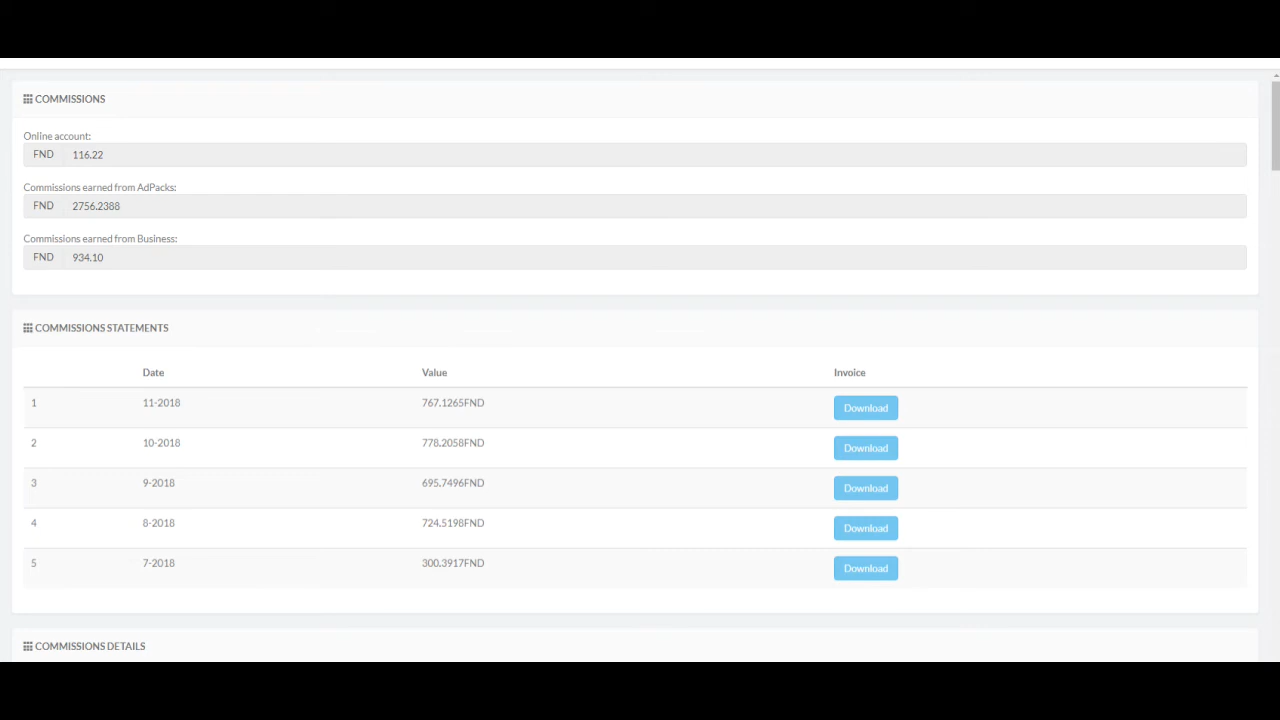 COMMISSIONS
Online account:
FND 116.22
Commissions earned from AdPacks:
FND 2756.2388
Commissions earned from Business:
FND 934.10
COMMISSIONS STATEMENTS
Date Value Invoice
1 11-2018 767.1265FND Download
2 10-2018 778.2058FND Download
3 9-2018 695.7496FND Download
4 8-2018 724.5198FND Download
5 7-2018 300.3917FND Download
COMMISSIONS DETAILS